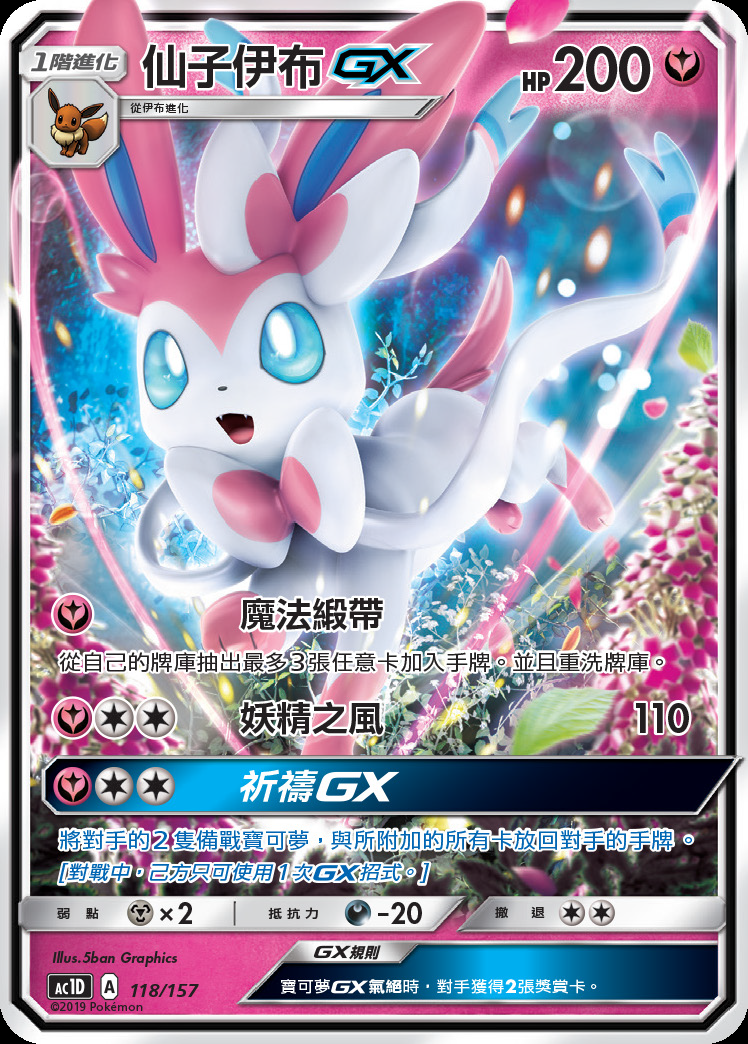 1階進化
仙子伊布GX
HP200
從伊布進化
魔法緞帶
從自己的牌庫抽出最多3張任意卡加入手牌。並且重洗牌庫。
妖精之風 110
祈禱GX
將對手的2隻備戰寶可夢，與所附加的所有卡放回對手的手牌。
[對戰中，己方只可使用1次GX招式。]
弱點 ×2 抵抗力 -20 撤退
Illus.5ban Graphics
GX規則
AC1D A 118/157
寶可夢GX氣絕時，對手獲得2張獎賞卡。
©2019 Pokémon